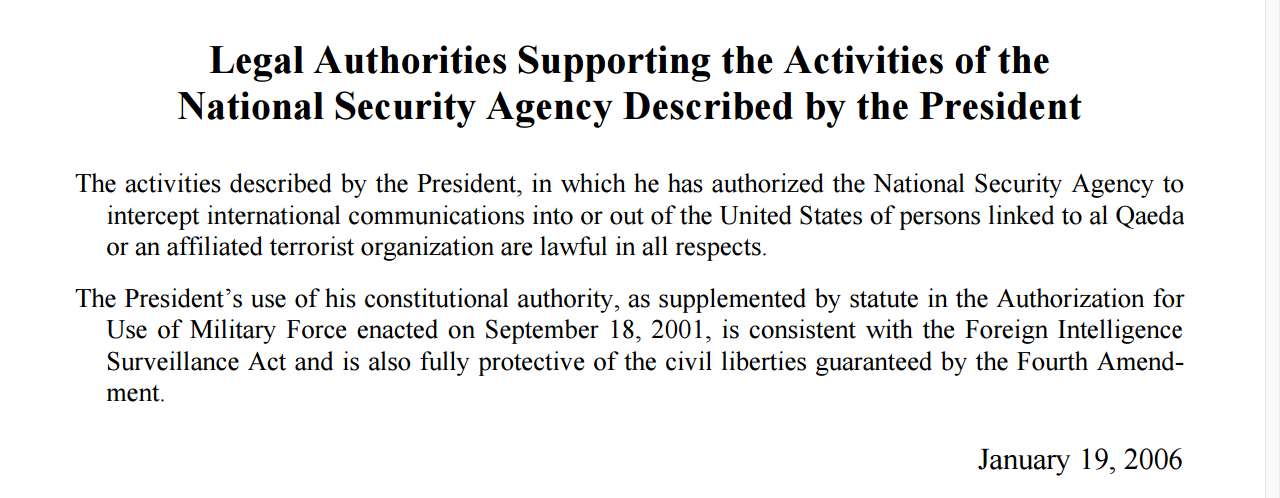 Legal Authorities Supporting the Activities of the
National Security Agency Described by the President
The activities described by the President, in which he has authorized the National Security Agency to
intercept international communications into or out of the United States of persons linked to al Qaeda
or an affiliated terrorist organization are lawful in all respects.
The President’s use of his constitutional authority, as supplemented by statute in the Authorization for
Use of Military Force enacted on September 18, 2001, is consistent with the Foreign Intelligence
Surveillance Act and is also fully protective of the civil liberties guaranteed by the Fourth Amend-
ment.
January 19, 2006